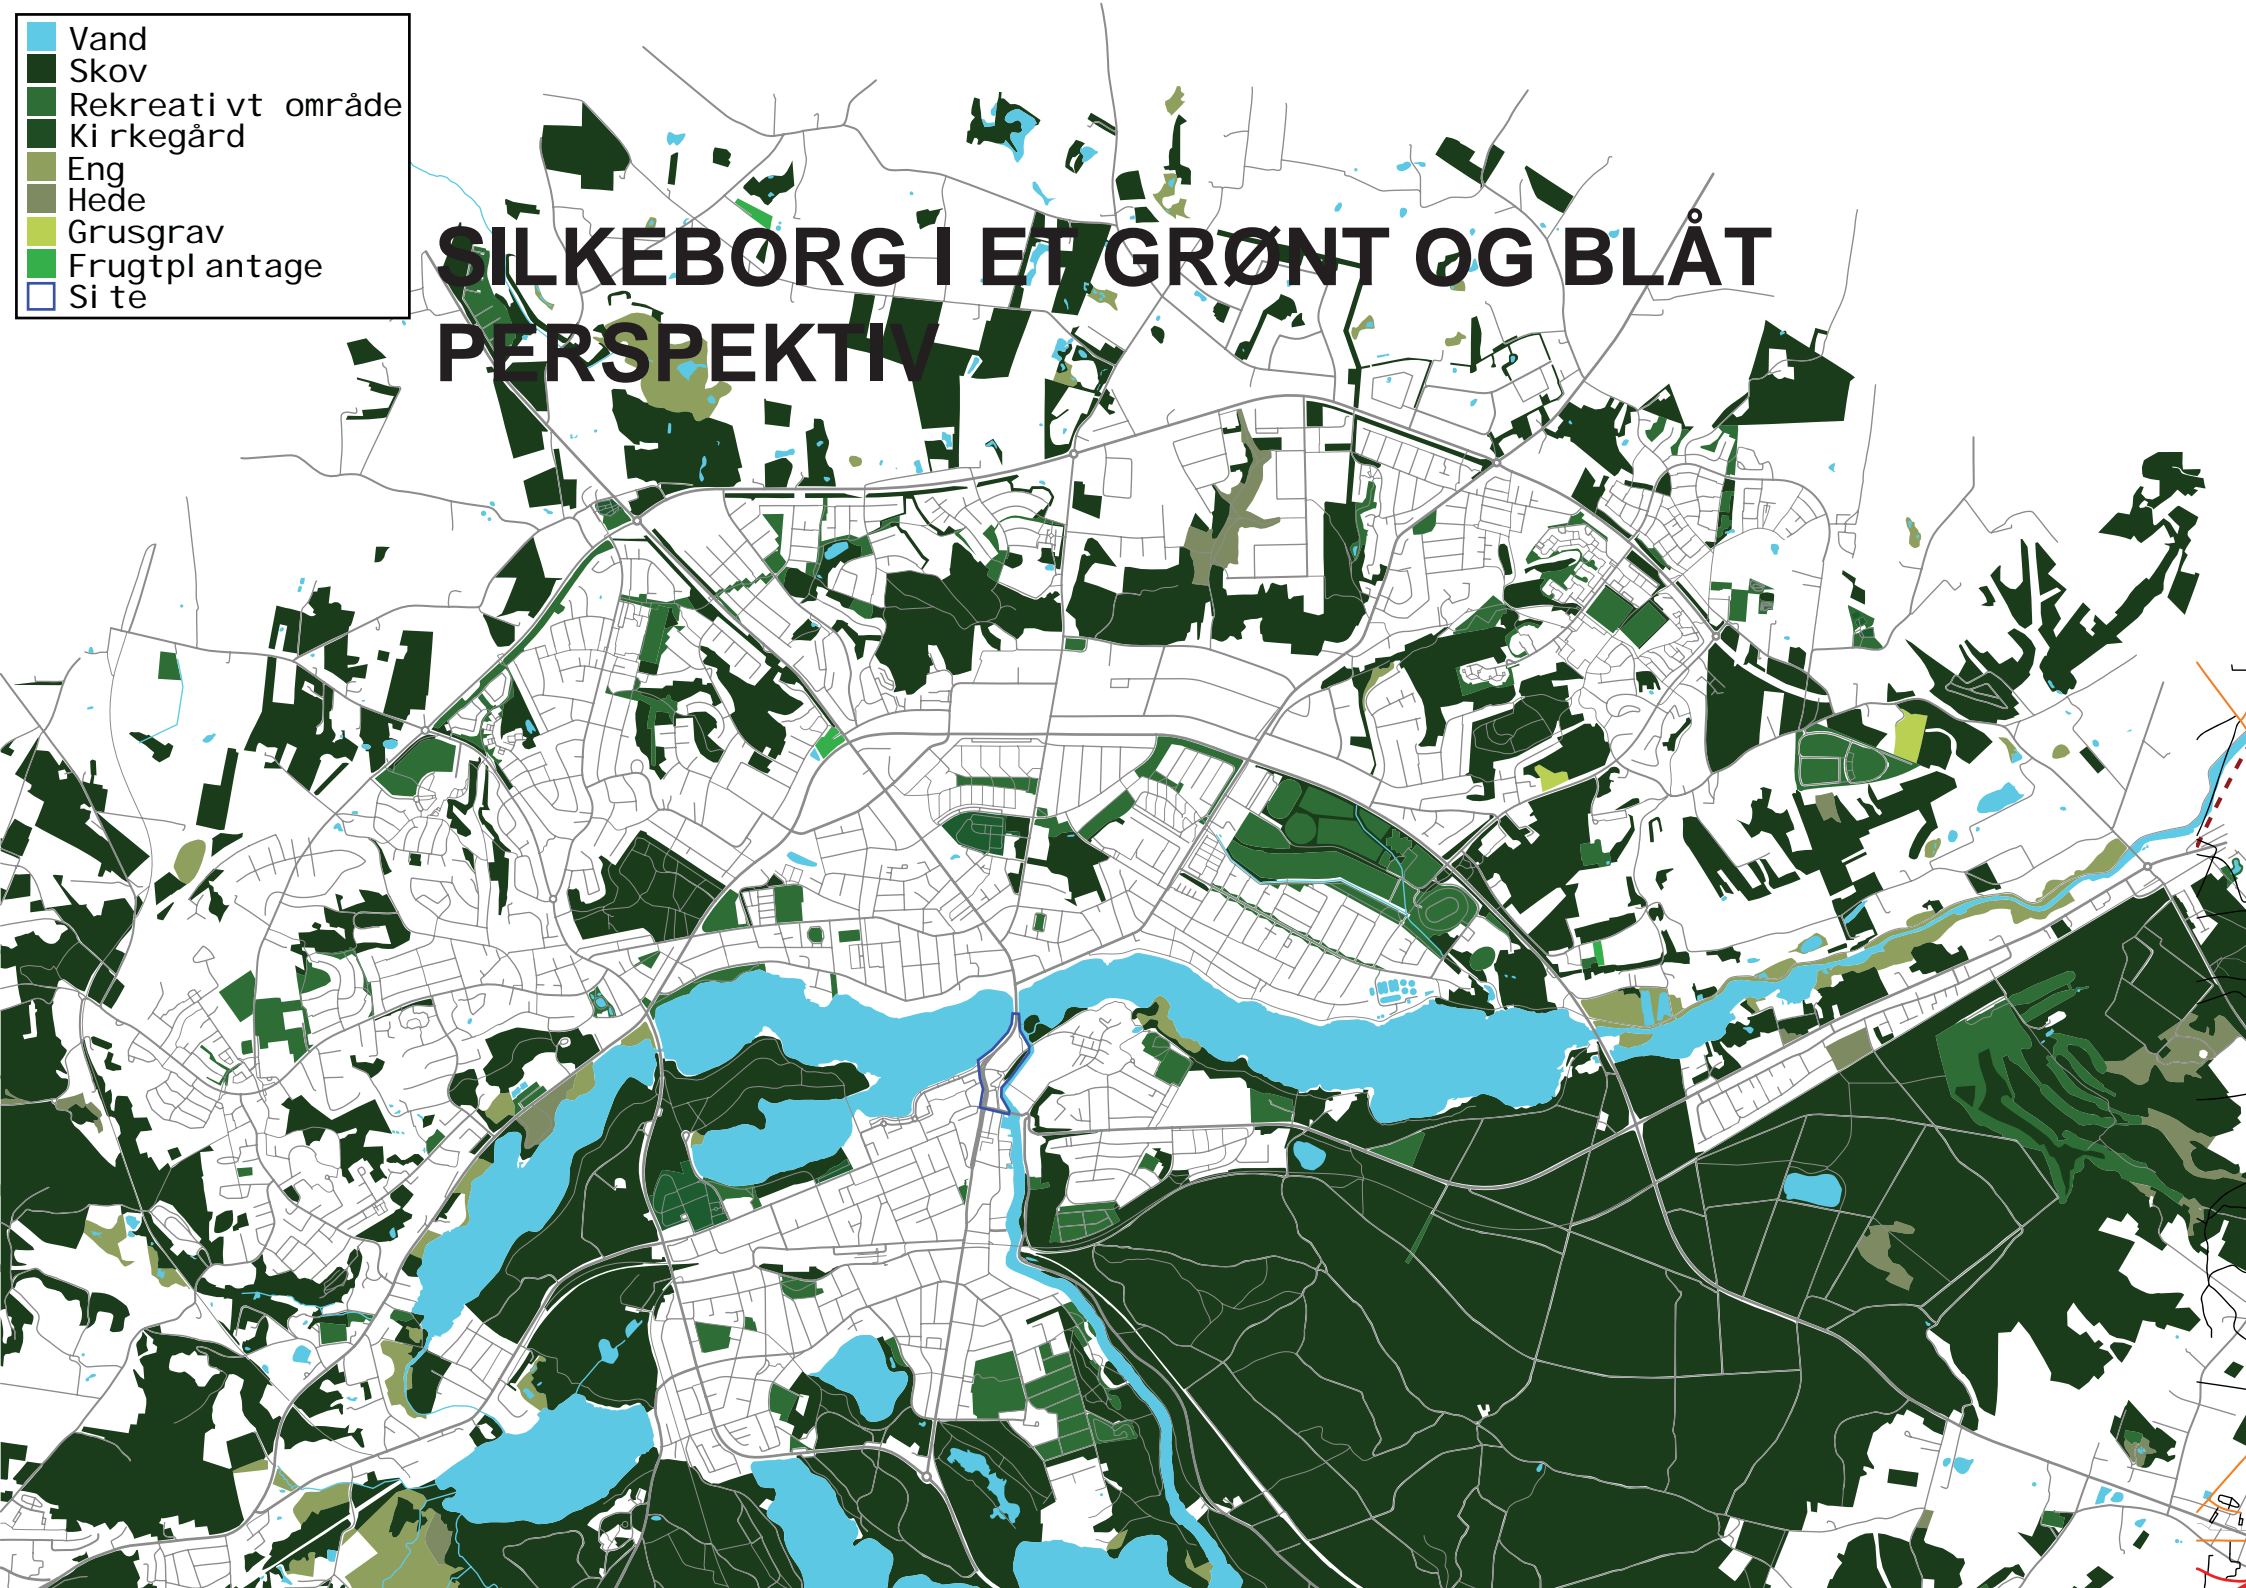 Vand
Skov
Rekreativt område
Kirkegård
Eng
Hede
Grusgrav
Frugtplantage
Site
SILKEBORG I ET GRØNT OG BLÅT
PERSPEKTIV